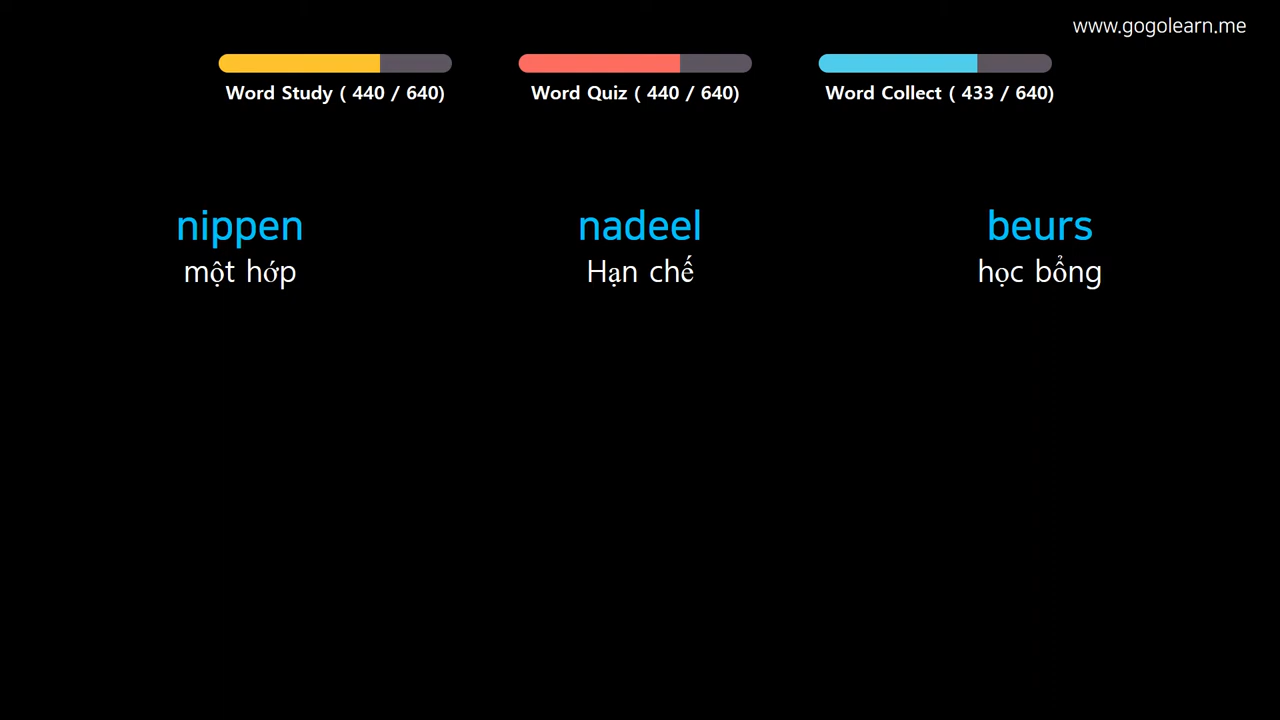 www.gogolearn.me
Word Study ( 440 / 640)
Word Quiz ( 440 / 640)
Word Collect ( 433 / 640)
nippen
một hớp
nadeel
Hạn chế
beurs
học bổng